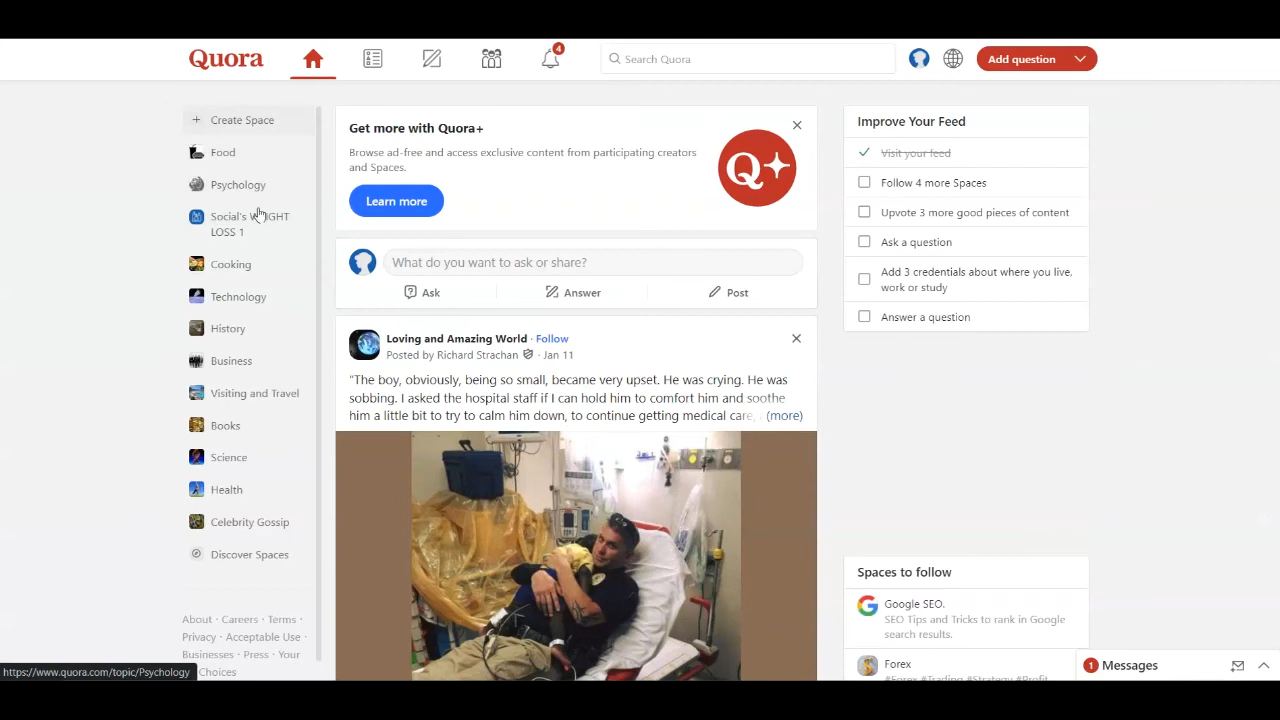 Quora
4
Search Quora
Add question
Create Space
Food
Psychology
Social's WEIGHT
LOSS 1
Cooking
Technology
History
Business
Visiting and Travel
Books
Science
Health
Celebrity Gossip
Discover Spaces
About · Careers · Terms ·
Privacy · Acceptable Use ·
Businesses · Press · Your
Choices
https://www.quora.com/topic/Psychology
Get more with Quora+
Browse ad-free and access exclusive content from participating creators
and Spaces.
Learn more
Q+
What do you want to ask or share?
Ask
Answer
Post
Loving and Amazing World · Follow
Posted by Richard Strachan · Jan 11
"The boy, obviously, being so small, became very upset. He was crying. He was
sobbing. I asked the hospital staff if I can hold him to comfort him and soothe
him a little bit to try to calm him down, to continue getting medical care, (more)
Improve Your Feed
Visit your feed
Follow 4 more Spaces
Upvote 3 more good pieces of content
Ask a question
Add 3 credentials about where you live,
work or study
Answer a question
Spaces to follow
Google SEO.
SEO Tips and Tricks to rank in Google
search results.
Forex
#Forex #Trading #Strategy #Profit
1 Messages